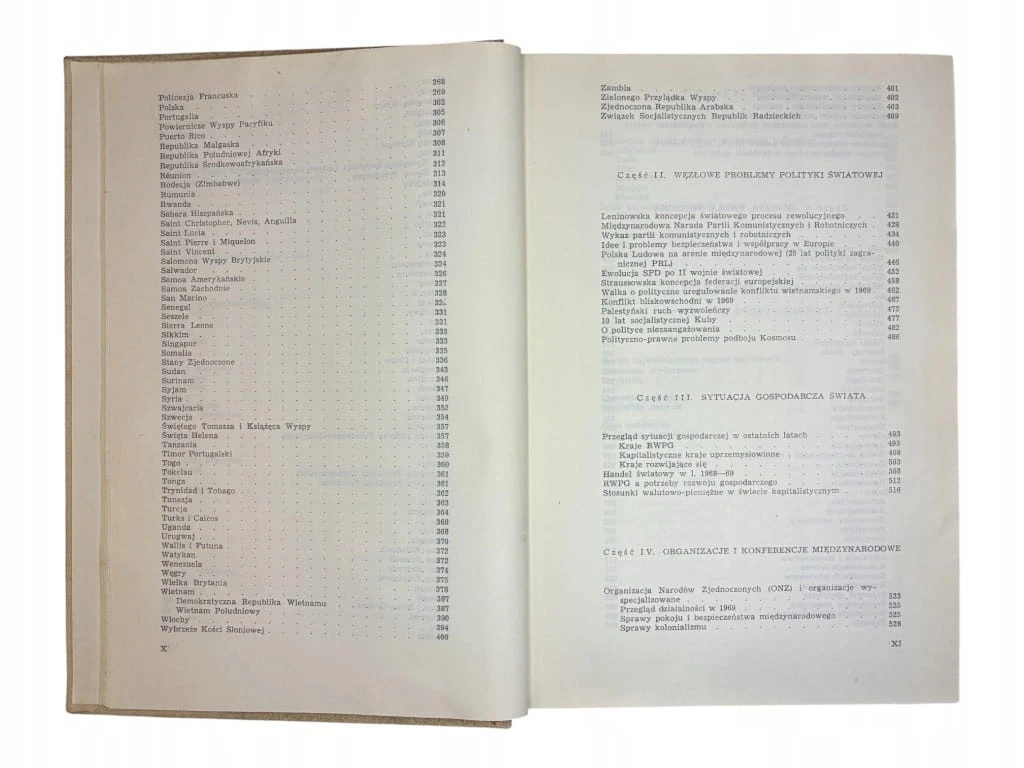 Polinezja Francuska . . . 268
Polska . . . 269
Portugalia . . . 302
Powiernicze Wyspy Pacyfiku . . . 305
Puerto Rico . . . 306
Republika Malgaska . . . 307
Republika Południowej Afryki . . . 308
Republika Środkowoafrykańska . . . 311
Réunion . . . 312
Rodezja (Zimbabwe) . . . 313
Rumunia . . . 314
Rwanda . . . 320
Sahara Hiszpańska . . . 321
Saint Christopher, Nevis, Anguilla . . . 321
Saint Lucia . . . 322
Saint Pierre i Miquelon . . . 323
Saint Vincent . . . 323
Salomona Wyspy Brytyjskie . . . 324
Salwador . . . 324
Samoa Amerykańskie . . . 326
Samoa Zachodnie . . . 327
San Marino . . . 328
Senegal . . .
Seszele . . . 331
Sierra Leone . . . 331
Sikkim . . . 333
Singapur . . . 333
Somalia . . . 335
Stany Zjednoczone . . . 336
Sudan . . . 343
Surinam . . . 346
Syjam . . . 347
Syria . . . 349
Szwajcaria . . . 352
Szwecja . . . 354
Świętego Tomasza i Książęca Wyspy . . . 357
Święta Helena . . . 357
Tanzania . . . 358
Timor Portugalski . . . 359
Togo . . . 360
Tokelau . . . 361
Tonga . . . 361
Trynidad i Tobago . . . 362
Tunezja . . . 363
Turcja . . . 364
Turks i Caicos . . . 368
Uganda . . . 368
Urugwaj . . . 370
Wallis i Futuna . . . 372
Watykan . . . 372
Wenezuela . . . 374
Węgry . . . 375
Wielka Brytania . . . 378
Wietnam . . . 387
Demokratyczna Republika Wietnamu . . . 387
Wietnam Południowy . . . 390
Włochy . . . 394
Wybrzeże Kości Słoniowej . . . 400
X
Zambia . . . 401
Zielonego Przylądka Wyspy . . . 402
Zjednoczona Republika Arabska . . . 403
Związek Socjalistycznych Republik Radzieckich . . . 409
Część II. WĘZŁOWE PROBLEMY POLITYKI ŚWIATOWEJ
Leninowska koncepcja światowego procesu rewolucyjnego . . 421
Międzynarodowa Narada Partii Komunistycznych i Robotniczych . 428
Wykaz partii komunistycznych i robotniczych . . . 434
Idee i problemy bezpieczeństwa i współpracy w Europie . . . 440
Polska Ludowa na arenie międzynarodowej (25 lat polityki zagra-
nicznej PRL) . . . 446
Ewolucja SPD po II wojnie światowej . . . 452
Straussowska koncepcja federacji europejskiej . . . 458
Walka o polityczne uregulowanie konfliktu wietnamskiego w 1969 . 462
Konflikt bliskowschodni w 1969 . . . 467
Palestyński ruch wyzwoleńczy . . . 472
10 lat socjalistycznej Kuby . . . 477
O polityce niezaangażowania . . . 482
Polityczno-prawne problemy podboju Kosmosu . . . 486
Część III. SYTUACJA GOSPODARCZA ŚWIATA
Przegląd sytuacji gospodarczej w ostatnich latach . . . 493
Kraje RWPG . . . 493
Kapitalistyczne kraje uprzemysłowione . . . 498
Kraje rozwijające się . . . 503
Handel światowy w l. 1968—69 . . . 508
RWPG a potrzeby rozwoju gospodarczego . . . 512
Stosunki walutowo-pieniężne w świecie kapitalistycznym . . . 516
Część IV. ORGANIZACJE I KONFERENCJE MIĘDZYNARODOWE
Organizacja Narodów Zjednoczonych (ONZ) i organizacje wy-
specjalizowane . . . 523
Przegląd działalności w 1969 . . . 525
Sprawy pokoju i bezpieczeństwa międzynarodowego . . . 525
Sprawy kolonializmu . . . 528
XI